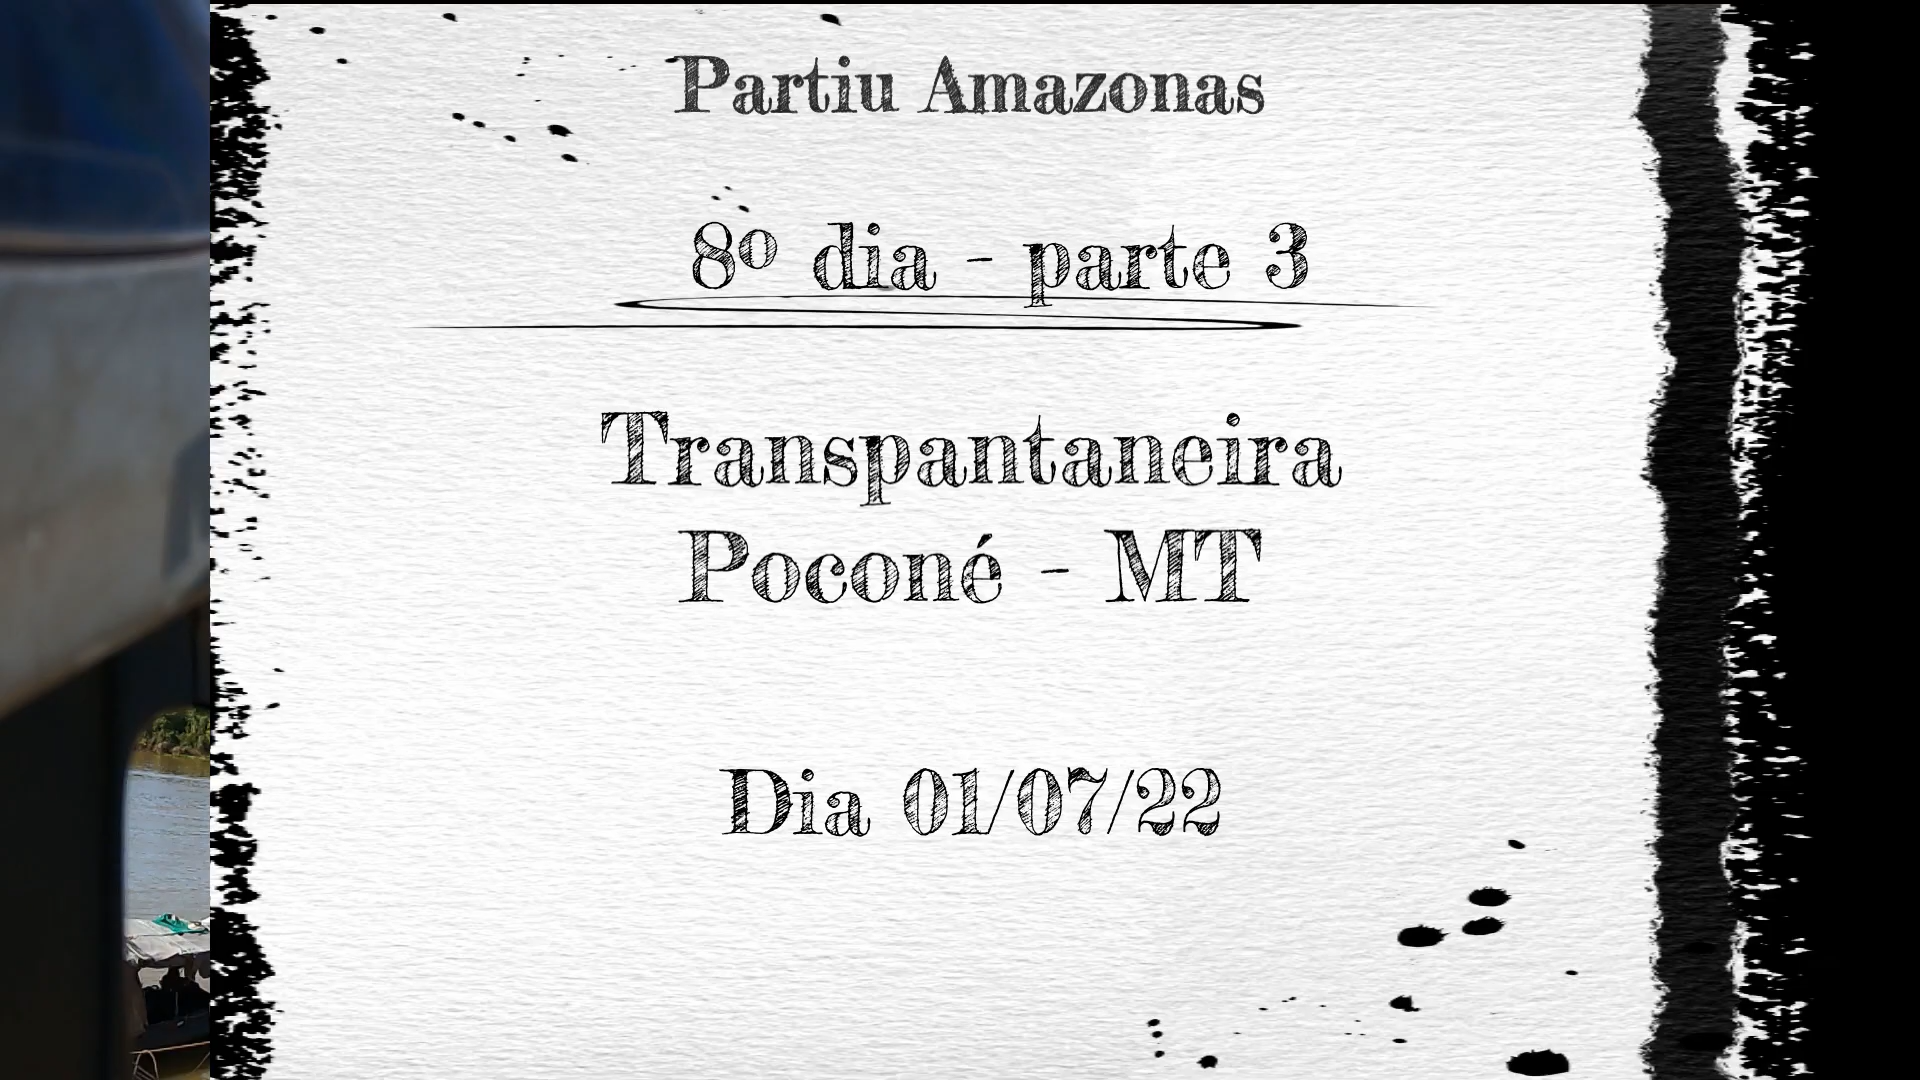 Partiu Amazonas
8º dia - parte 3
Transpantaneira
Poconé - MT
Dia 01/07/22